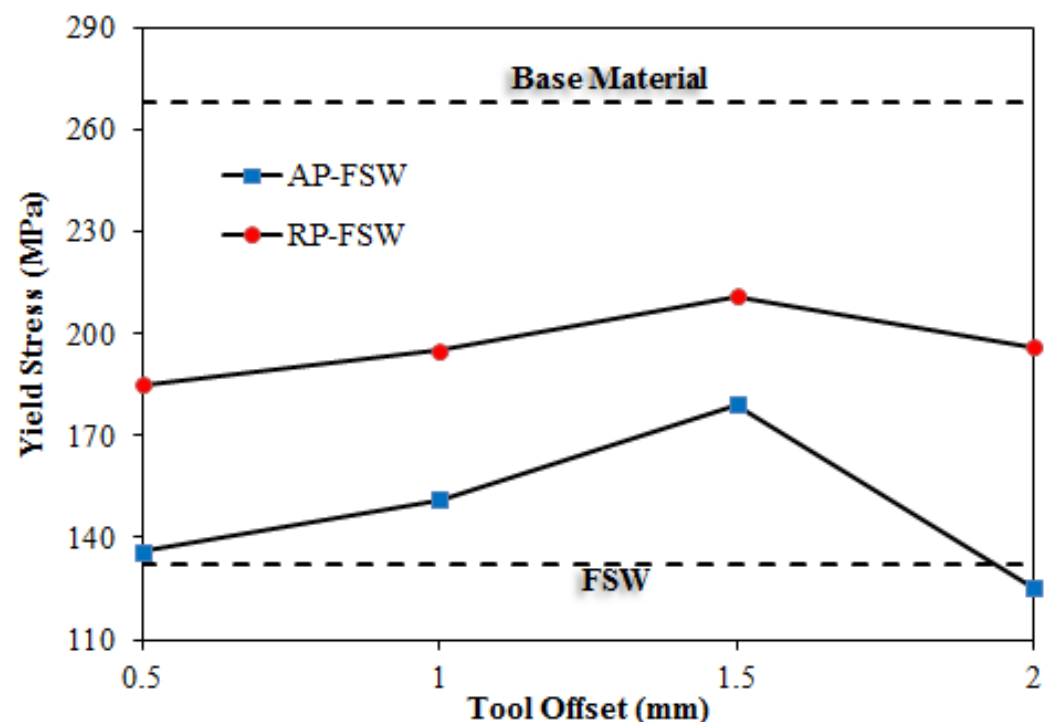 290
Base Material
260
AP-FSW
230
RP-FSW
Yield Stress (MPa)
200
170
140
FSW
110
0.5
1
1.5
2
Tool Offset (mm)